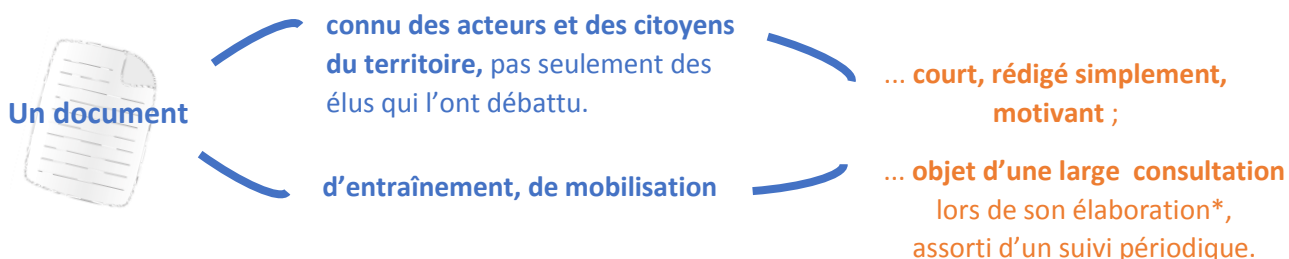 Un document
connu des acteurs et des citoyens
du territoire, pas seulement des
élus qui l'ont débattu.
d'entraînement, de mobilisation
... court, rédigé simplement,
motivant ;
... objet d'une large consultation
lors de son élaboration*,
assorti d'un suivi périodique.